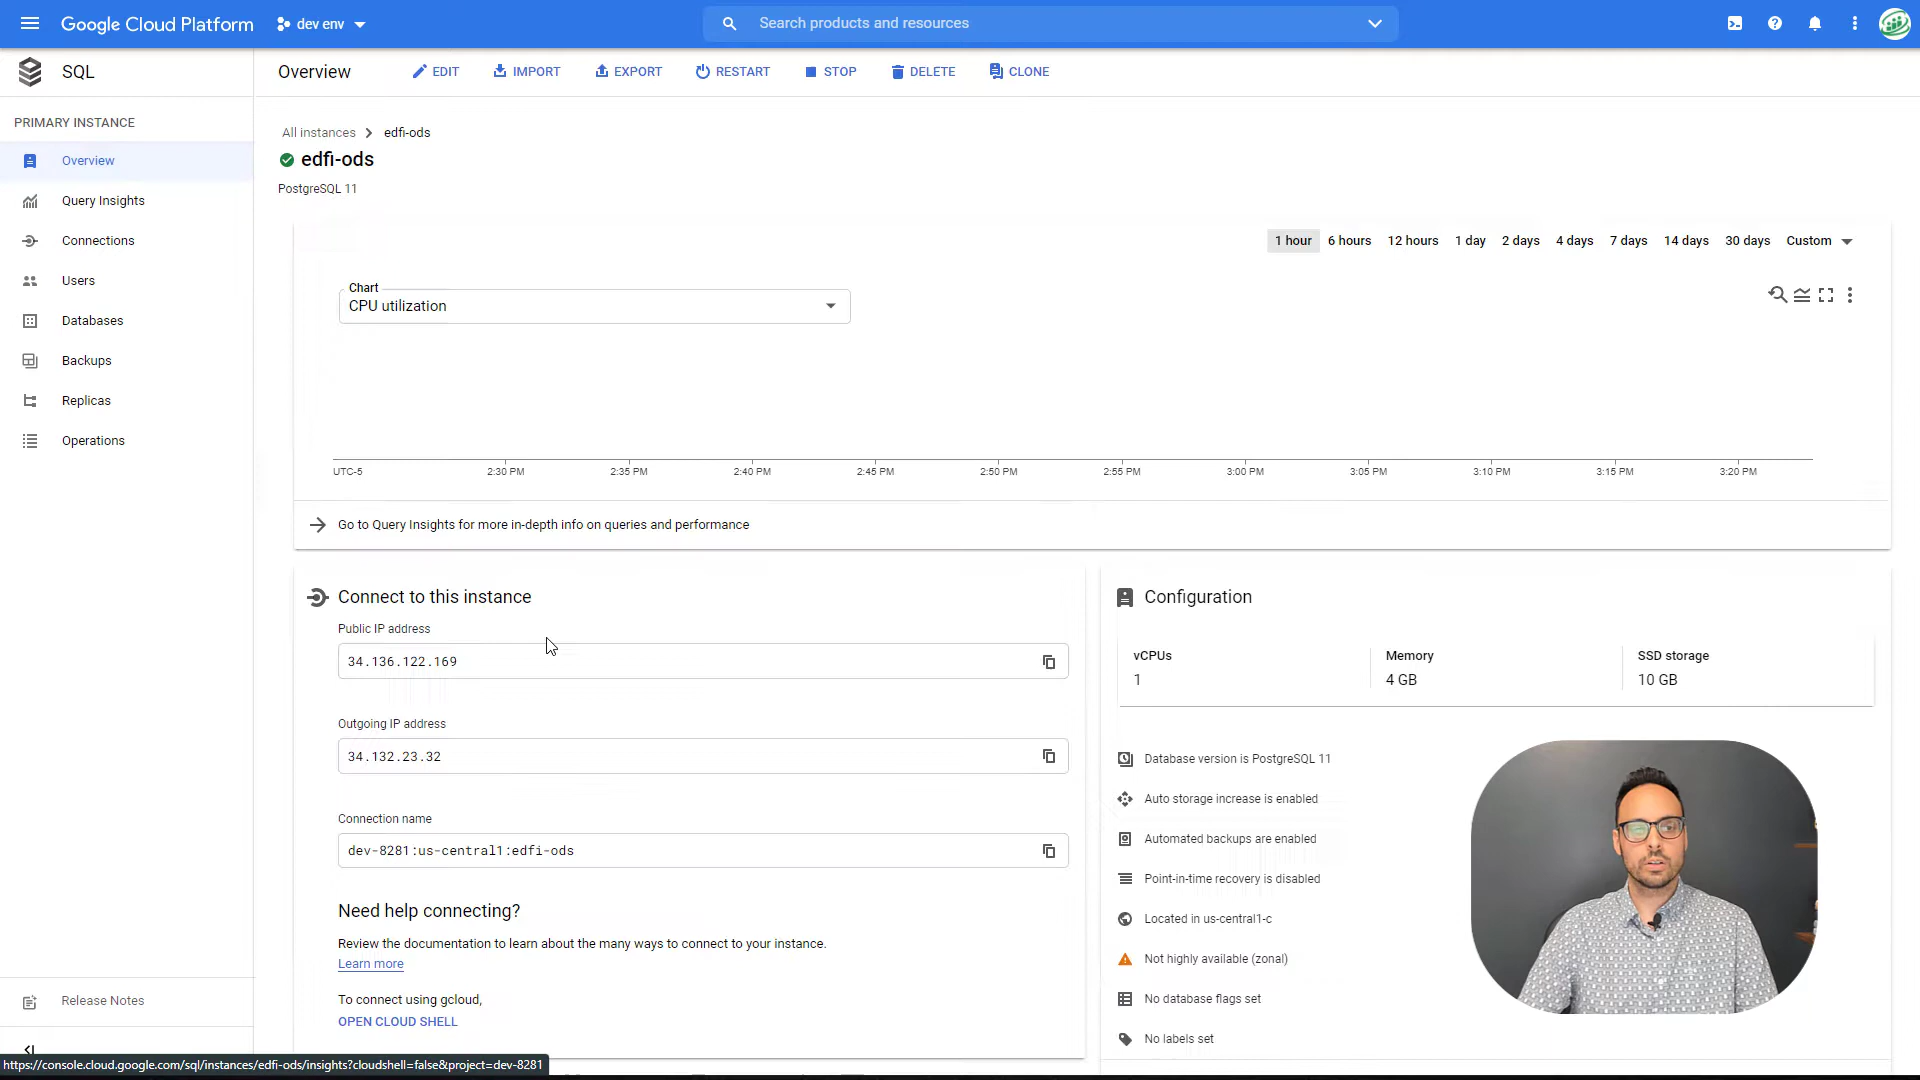 Google Cloud Platform
dev env
Search products and resources
SQL
Overview
EDIT
IMPORT
EXPORT
RESTART
STOP
DELETE
CLONE
PRIMARY INSTANCE
Overview
Query Insights
Connections
Users
Databases
Backups
Replicas
Operations
Release Notes
All instances
edfi-ods
edfi-ods
PostgreSQL 11
1 hour
6 hours
12 hours
1 day
2 days
4 days
7 days
14 days
30 days
Custom
Chart
CPU utilization
UTC-5
2:30 PM
2:35 PM
2:40 PM
2:45 PM
2:50 PM
2:55 PM
3:00 PM
3:05 PM
3:10 PM
3:15 PM
3:20 PM
Go to Query Insights for more in-depth info on queries and performance
Connect to this instance
Public IP address
34.136.122.169
Outgoing IP address
34.132.23.32
Connection name
dev-8281:us-central1:edfi-ods
Need help connecting?
Review the documentation to learn about the many ways to connect to your instance.
Learn more
To connect using gcloud,
OPEN CLOUD SHELL
Configuration
vCPUs
1
Memory
4 GB
SSD storage
10 GB
Database version is PostgreSQL 11
Auto storage increase is enabled
Automated backups are enabled
Point-in-time recovery is disabled
Located in us-central1-c
Not highly available (zonal)
No database flags set
No labels set
https://console.cloud.google.com/sql/instances/edfi-ods/insights?cloudshell=false&project=dev-8281